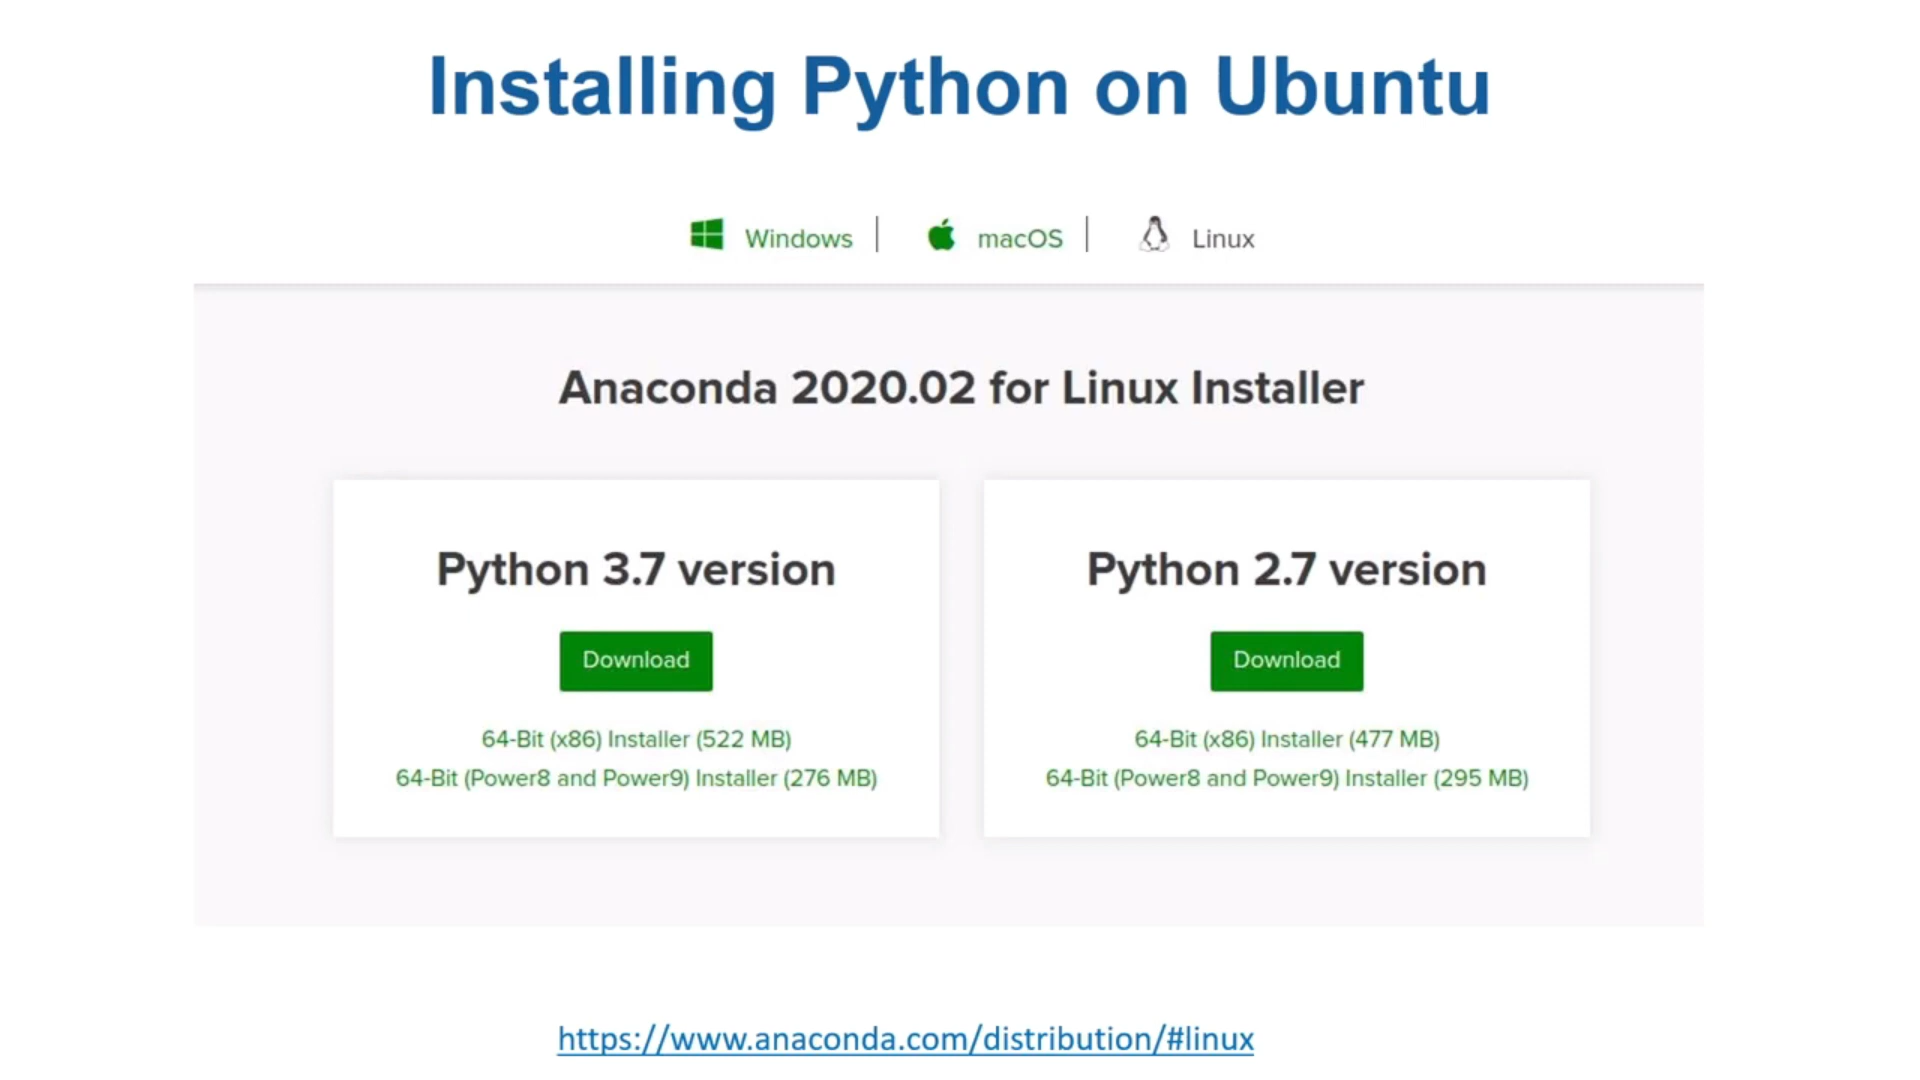 Installing Python on Ubuntu
Windows | macOS | Linux
Anaconda 2020.02 for Linux Installer
Python 3.7 version
Download
64-Bit (x86) Installer (522 MB)
64-Bit (Power8 and Power9) Installer (276 MB)
Python 2.7 version
Download
64-Bit (x86) Installer (477 MB)
64-Bit (Power8 and Power9) Installer (295 MB)
https://www.anaconda.com/distribution/#linux